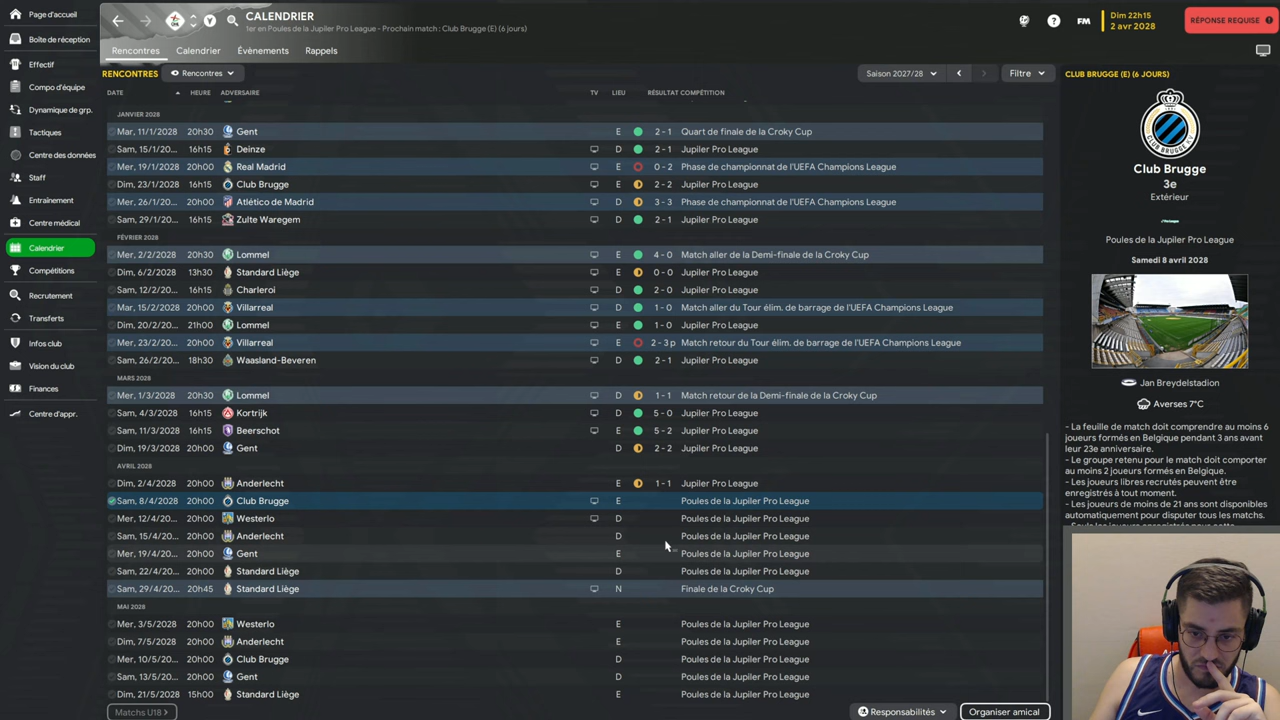 Page d'accueil
Boîte de réception
Effectif
Compo d'équipe
Dynamique de grp.
Tactiques
Centre des données
Staff
Entrainement
Centre médical
Calendrier
Compétitions
Recrutement
Transferts
Infos club
Vision du club
Finances
Centre d'appr.
CALENDRIER
1er en Poules de la Jupiler Pro League - Prochain match : Club Brugge (E) (6 jours)
FM
Dim 22h15
2 avr 2028
RÉPONSE REQUISE
Rencontres Calendrier Évènements Rappels
RENCONTRES Rencontres Saison 2027/28 Filtre
DATE HEURE ADVERSAIRE TV LIEU RÉSULTAT COMPÉTITION
JANVIER 2028
Mar, 11/1/2028 20h30 Gent E 2 - 1 Quart de finale de la Croky Cup
Sam, 15/1/20... 16h15 Deinze D 2 - 1 Jupiler Pro League
Mer, 19/1/20... 20h00 Real Madrid E 0 - 2 Phase de championnat de l'UEFA Champions League
Dim, 23/1/2028 16h15 Club Brugge E 2 - 2 Jupiler Pro League
Mer, 26/1/20... 20h00 Atlético de Madrid D 3 - 3 Phase de championnat de l'UEFA Champions League
Sam, 29/1/20... 16h15 Zulte Waregem D 2 - 1 Jupiler Pro League
FÉVRIER 2028
Mer, 2/2/2028 20h30 Lommel E 4 - 0 Match aller de la Demi-finale de la Croky Cup
Dim, 6/2/2028 13h30 Standard Liège E 0 - 0 Jupiler Pro League
Sam, 12/2/20... 16h15 Charleroi D 2 - 0 Jupiler Pro League
Mar, 15/2/2028 20h00 Villarreal D 1 - 0 Match aller du Tour élim. de barrage de l'UEFA Champions League
Dim, 20/2/20... 21h00 Lommel E 1 - 0 Jupiler Pro League
Mer, 23/2/20... 20h00 Villarreal E 2 - 3 p Match retour du Tour élim. de barrage de l'UEFA Champions League
Sam, 26/2/20... 18h30 Waasland-Beveren D 2 - 1 Jupiler Pro League
MARS 2028
Mer, 1/3/2028 20h30 Lommel D 1 - 1 Match retour de la Demi-finale de la Croky Cup
Sam, 4/3/2028 16h15 Kortrijk D 5 - 0 Jupiler Pro League
Sam, 11/3/2028 16h15 Beerschot E 5 - 2 Jupiler Pro League
Dim, 19/3/2028 20h00 Gent D 2 - 2 Jupiler Pro League
AVRIL 2028
Dim, 2/4/2028 20h00 Anderlecht E 1 - 1 Jupiler Pro League
Sam, 8/4/2028 20h00 Club Brugge E Poules de la Jupiler Pro League
Mer, 12/4/20... 20h00 Westerlo D Poules de la Jupiler Pro League
Sam, 15/4/20... 20h00 Anderlecht D Poules de la Jupiler Pro League
Mer, 19/4/20... 20h00 Gent E Poules de la Jupiler Pro League
Sam, 22/4/20... 20h00 Standard Liège D Poules de la Jupiler Pro League
Sam, 29/4/20... 20h45 Standard Liège N Finale de la Croky Cup
MAI 2028
Mer, 3/5/2028 20h00 Westerlo E Poules de la Jupiler Pro League
Dim, 7/5/2028 20h00 Anderlecht E Poules de la Jupiler Pro League
Mer, 10/5/20... 20h00 Club Brugge D Poules de la Jupiler Pro League
Sam, 13/5/20... 20h00 Gent D Poules de la Jupiler Pro League
Dim, 21/5/2028 15h00 Standard Liège E Poules de la Jupiler Pro League
Matchs U18 > Responsabilités Organiser amical
CLUB BRUGGE (E) (6 JOURS)
Club Brugge
3e
Extérieur
Poules de la Jupiler Pro League
Samedi 8 avril 2028
Jan Breydelstadion
Averses 7°C
- La feuille de match doit comprendre au moins 6
joueurs formés en Belgique pendant 3 ans avant
leur 23e anniversaire.
- Le groupe retenu pour le match doit comporter
au moins 2 joueurs formés en Belgique.
- Les joueurs libres recrutés peuvent être
enregistrés à tout moment.
- Les joueurs de moins de 21 ans sont disponibles
automatiquement pour disputer tous les matchs.